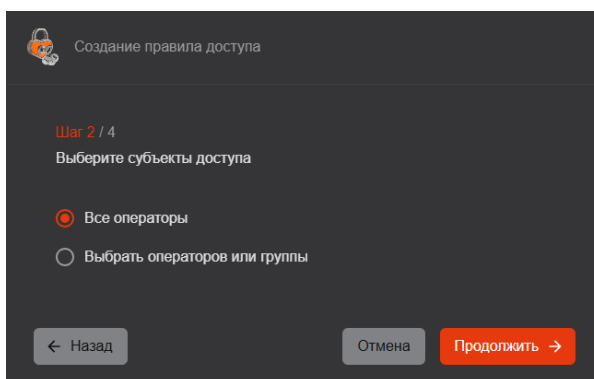 Создание правила доступа
Шаг 2 / 4
Выберите субъекты доступа
Все операторы
Выбрать операторов или группы
Назад
Отмена
Продолжить